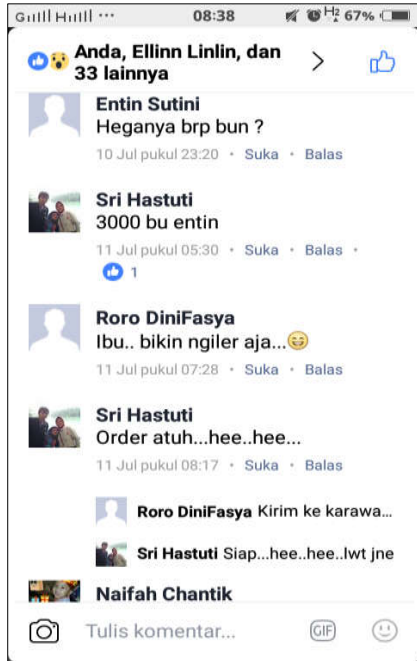 08:38
H2 67%
Anda, Ellinn Linlin, dan
33 lainnya
Entin Sutini
Heganya brp bun ?
10 Jul pukul 23:20 · Suka · Balas
Sri Hastuti
3000 bu entin
11 Jul pukul 05:30 · Suka · Balas ·
1
Roro DiniFasya
Ibu.. bikin ngiler aja...😁
11 Jul pukul 07:28 · Suka · Balas
Sri Hastuti
Order atuh...hee..hee...
11 Jul pukul 08:17 · Suka · Balas
Roro DiniFasya Kirim ke karawa...
Sri Hastuti Siap...hee..hee..lwt jne
Naifah Chantik
Tulis komentar...
GIF